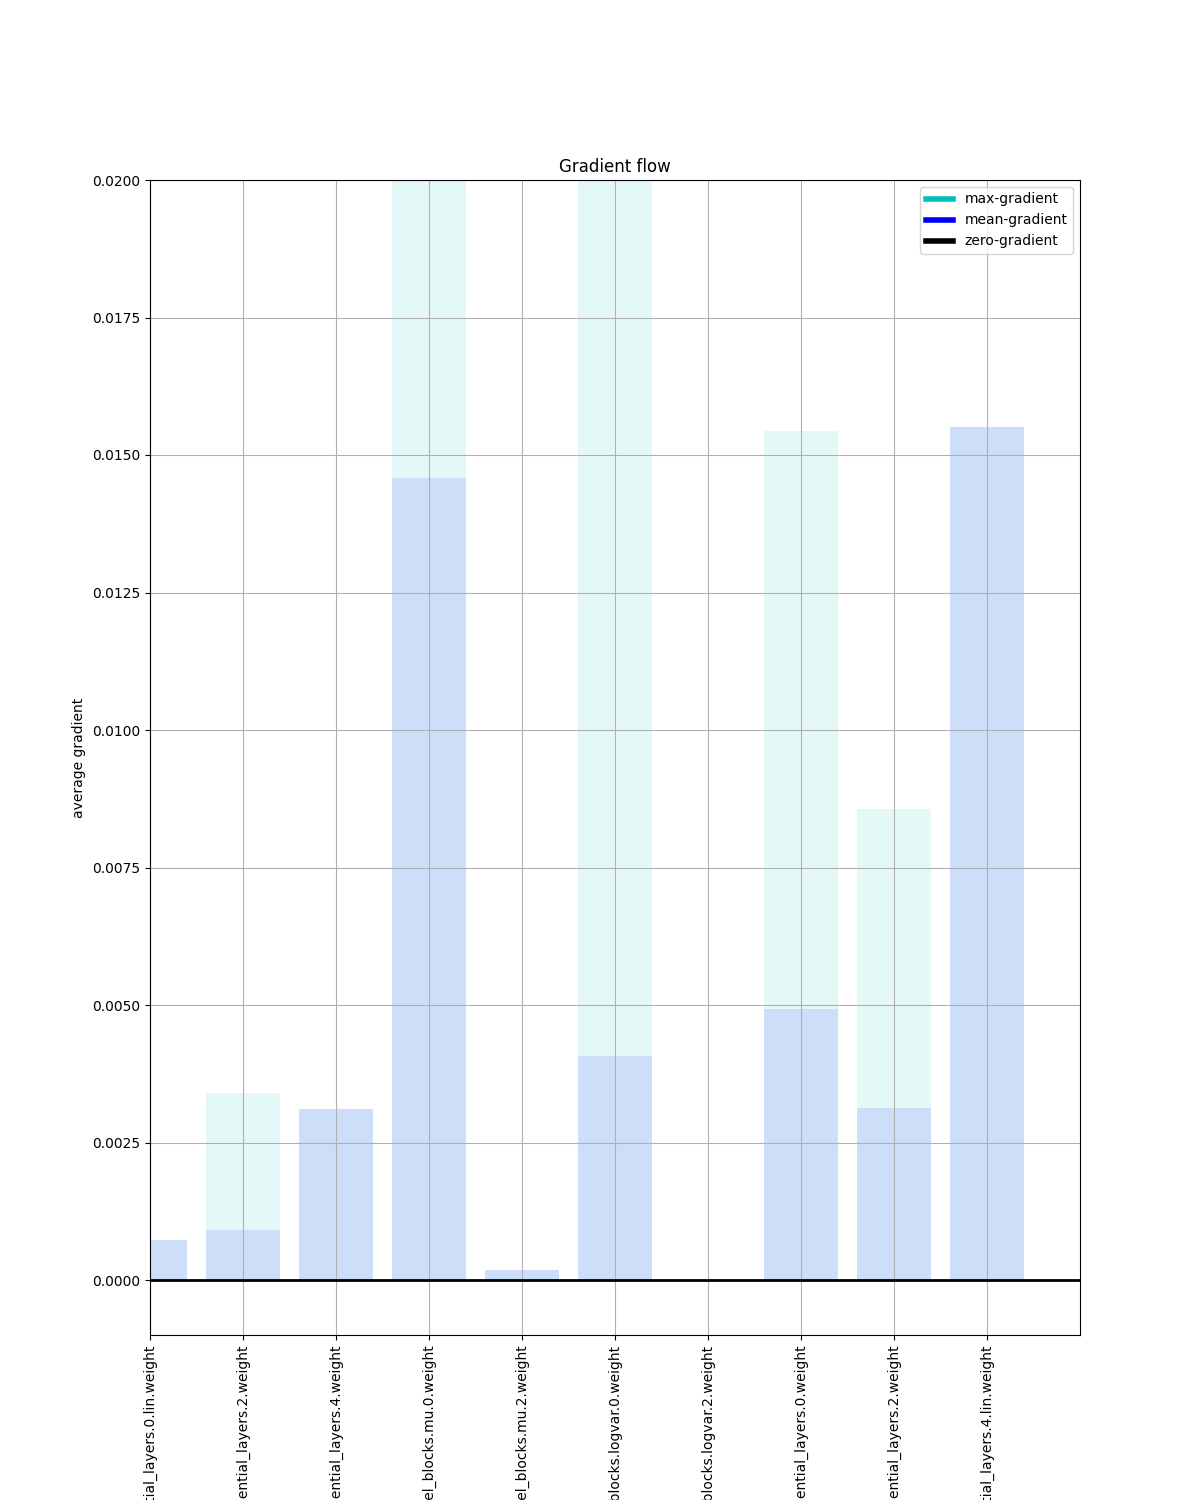 Gradient flow
max-gradient
mean-gradient
zero-gradient
0.0200
0.0175
0.0150
0.0125
0.0100
0.0075
0.0050
0.0025
0.0000
average gradient
tial_layers.0.lin.weight
ential_layers.2.weight
ential_layers.4.weight
el_blocks.mu.0.weight
el_blocks.mu.2.weight
blocks.logvar.0.weight
blocks.logvar.2.weight
ential_layers.0.weight
ential_layers.2.weight
tial_layers.4.lin.weight